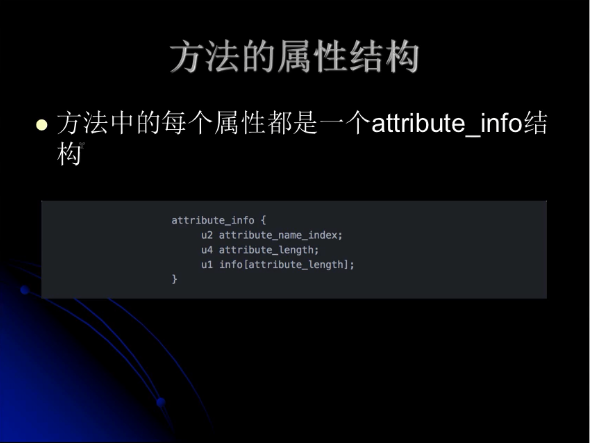 方法的属性结构
方法中的每个属性都是一个attribute_info结
构
attribute_info {
u2 attribute_name_index;
u4 attribute_length;
u1 info[attribute_length];
}